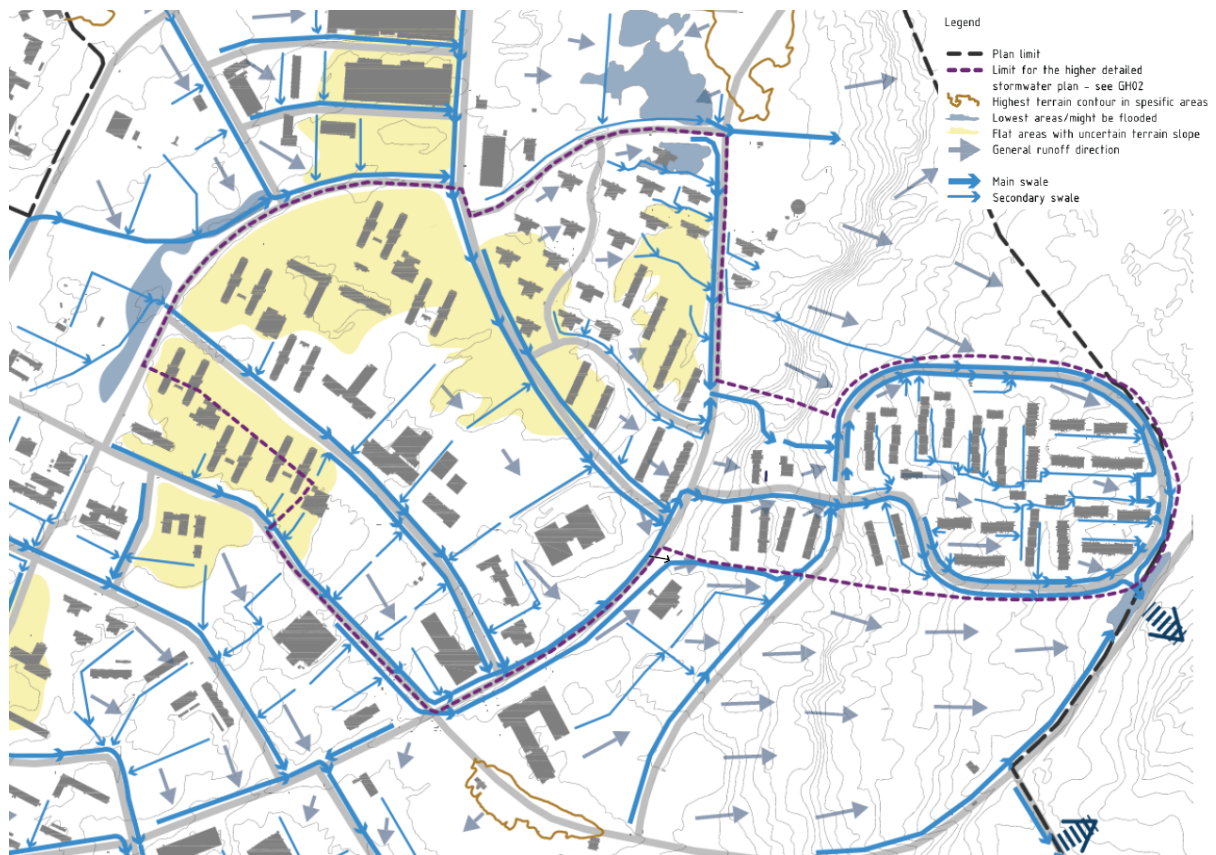 Legend
Plan limit
Limit for the higher detailed
stormwater plan - see GH02
Highest terrain contour in spesific areas
Lowest areas/might be flooded
Flat areas with uncertain terrain slope
General runoff direction
Main swale
Secondary swale